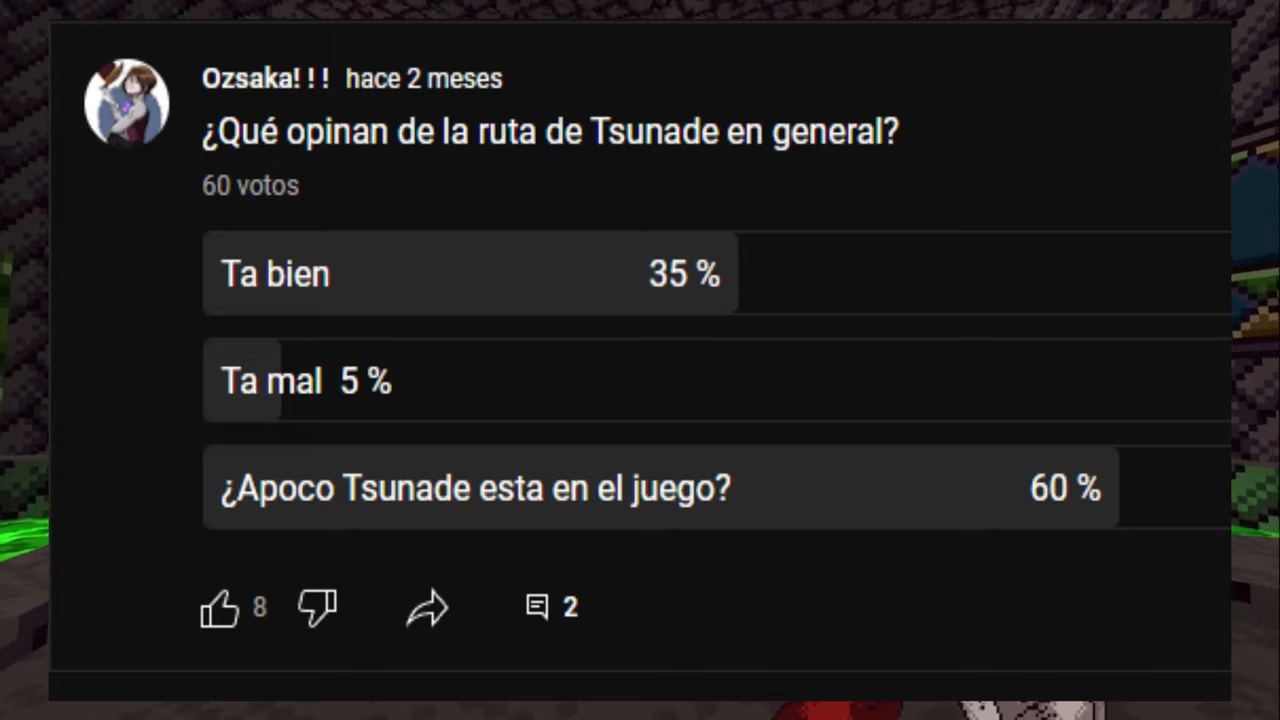 Ozsaka! ! ! hace 2 meses
¿Qué opinan de la ruta de Tsunade en general?
60 votos
Ta bien 35 %
Ta mal 5 %
¿Apoco Tsunade esta en el juego? 60 %
8 2